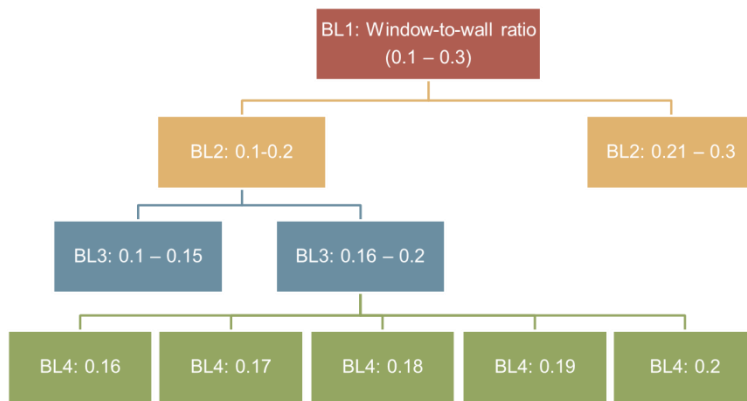 BL1: Window-to-wall ratio
(0.1 – 0.3)
BL2: 0.1-0.2
BL2: 0.21 – 0.3
BL3: 0.1 – 0.15
BL3: 0.16 – 0.2
BL4: 0.16
BL4: 0.17
BL4: 0.18
BL4: 0.19
BL4: 0.2